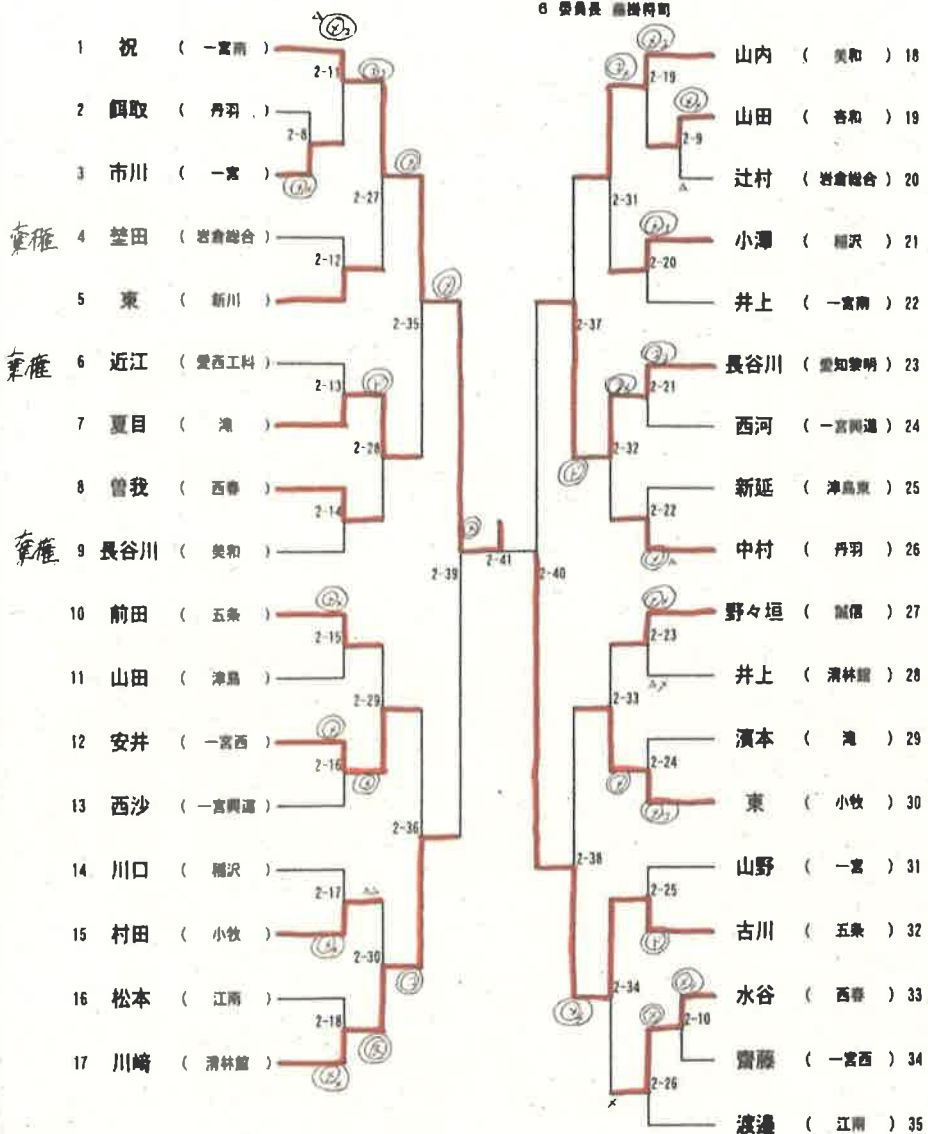 6 委員長
1 祝 ( 一宮南 )
2 餌取 ( 丹羽 )
3 市川 ( 一宮 )
棄権 4 埜田 ( 岩倉総合 )
5 東 ( 新川 )
棄権 6 近江 ( 愛西工科 )
7 夏目 ( 滝 )
8 曽我 ( 西春 )
棄権 9 長谷川 ( 美和 )
10 前田 ( 五条 )
11 山田 ( 津島 )
12 安井 ( 一宮西 )
13 西沙 ( 一宮興道 )
14 川口 ( 稲沢 )
15 村田 ( 小牧 )
16 松本 ( 江南 )
17 川﨑 ( 清林館 )
2-8
2-11
2-12
2-13
2-14
2-15
2-16
2-17
2-18
2-27
2-28
2-29
2-30
2-35
2-36
2-39
2-41
2-40
2-37
2-38
2-31
2-32
2-33
2-34
2-19
2-9
2-20
2-21
2-22
2-23
2-24
2-25
2-10
2-26
山内 ( 美和 ) 18
山田 ( 杏和 ) 19
辻村 ( 岩倉総合 ) 20
小澤 ( 稲沢 ) 21
井上 ( 一宮南 ) 22
長谷川 ( 愛知黎明 ) 23
西河 ( 一宮興道 ) 24
新延 ( 津島東 ) 25
中村 ( 丹羽 ) 26
野々垣 ( 誠信 ) 27
井上 ( 清林館 ) 28
濱本 ( 滝 ) 29
東 ( 小牧 ) 30
山野 ( 一宮 ) 31
古川 ( 五条 ) 32
水谷 ( 西春 ) 33
齋藤 ( 一宮西 ) 34
渡邉 ( 江南 ) 35